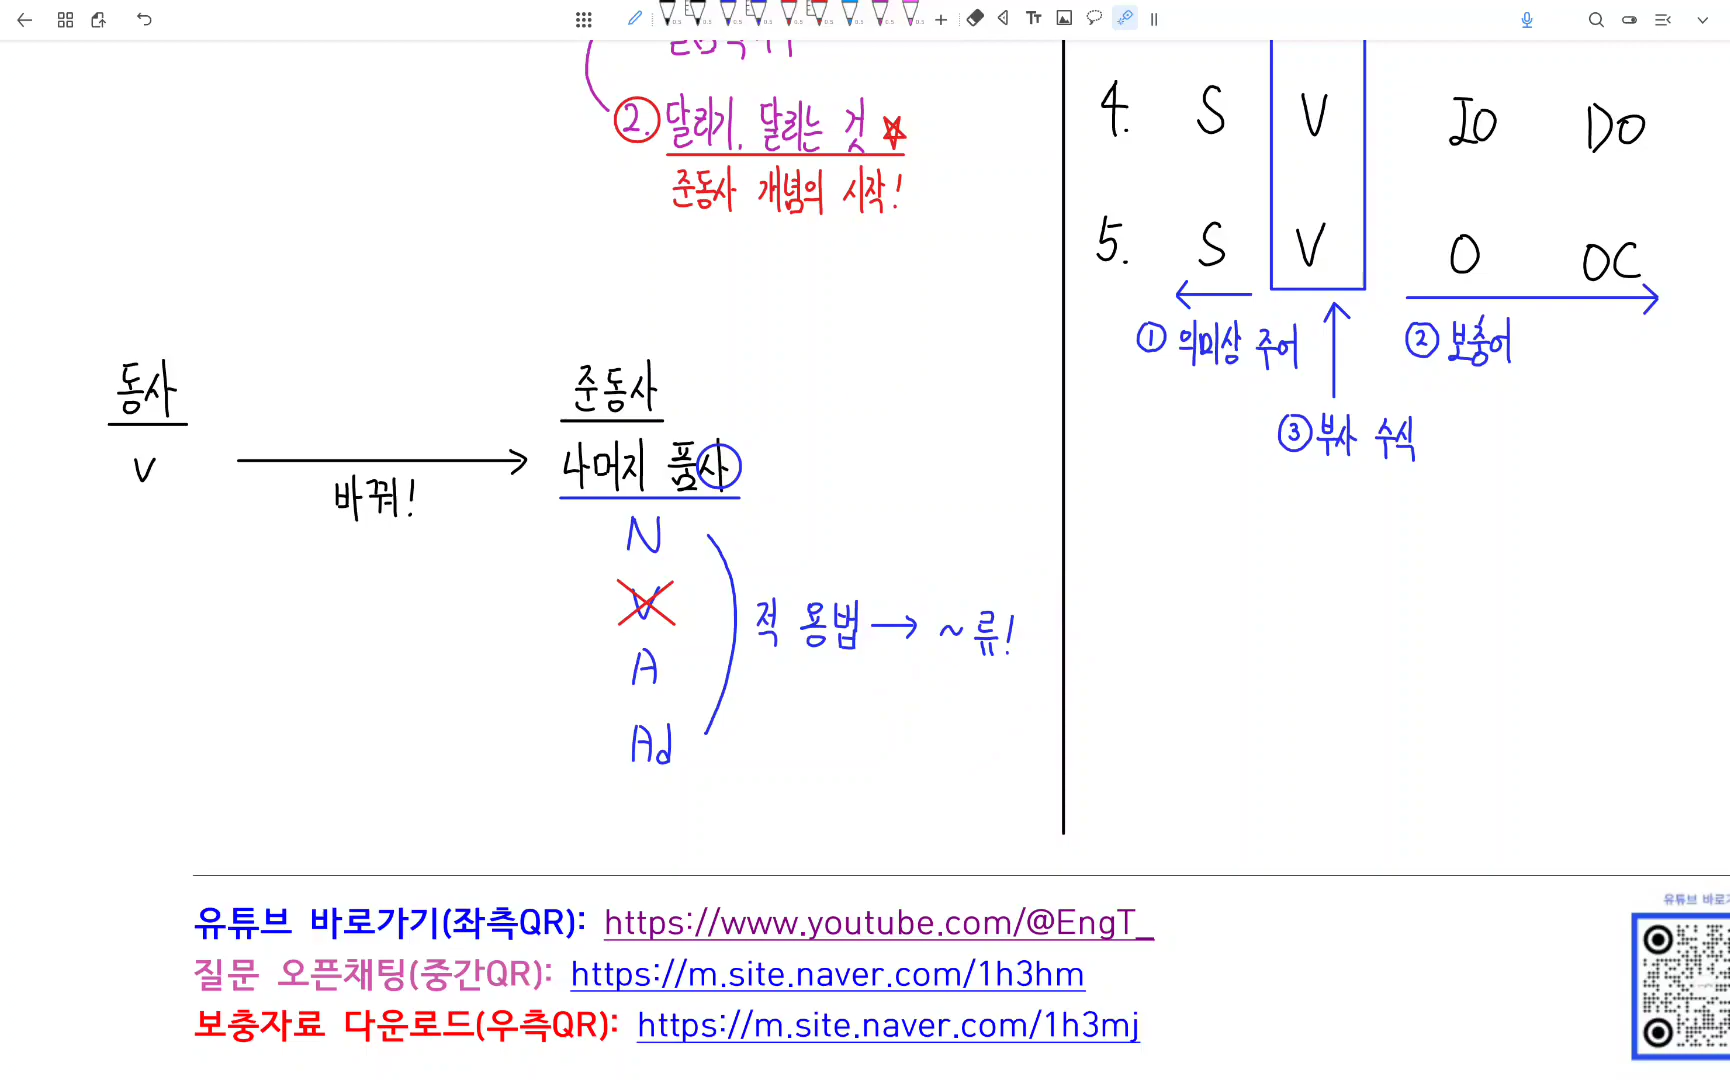 2. 달리기, 달리는 것
준동사 개념의 시작!
동사
V
바꿔!
준동사
나머지 품사
N
V
A
Ad
적 용법 → ~류!
4. S V IO DO
5. S V O OC
① 의미상 주어
② 보충어
③ 부사 수식
유튜브 바로가기(좌측QR): https://www.youtube.com/@EngT_
질문 오픈채팅(중간QR): https://m.site.naver.com/1h3hm
보충자료 다운로드(우측QR): https://m.site.naver.com/1h3mj
유튜브 바로